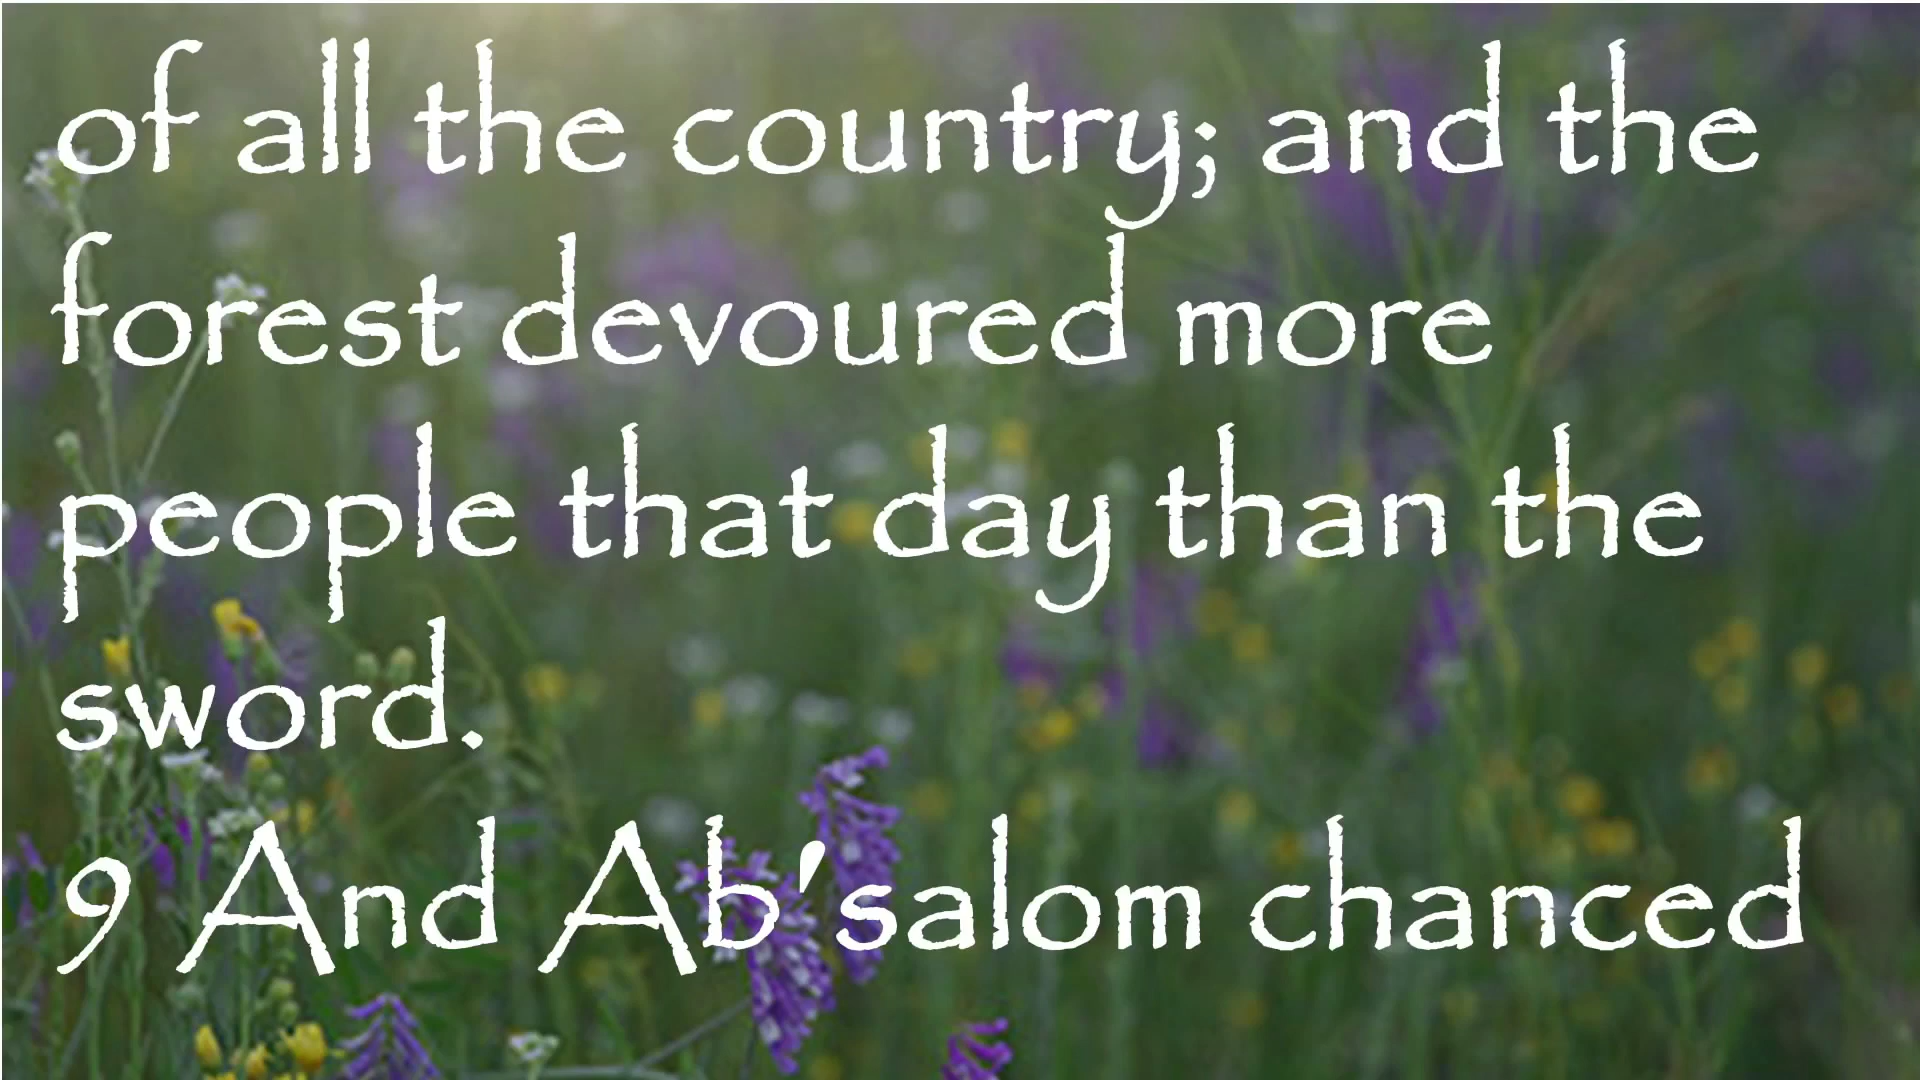 of all the country; and the
forest devoured more
people that day than the
sword.
9 And Ab'salom chanced